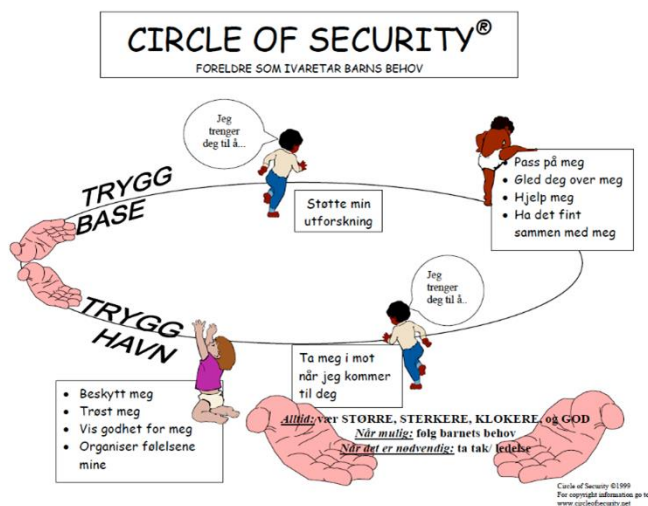 CIRCLE OF SECURITY®
FORELDRE SOM IVARETAR BARNS BEHOV
Jeg
trenger
deg til å...
TRYGG
BASE
Støtte min
utforskning
• Pass på meg
• Gled deg over meg
• Hjelp meg
• Ha det fint
sammen med meg
Jeg
trenger
deg til å..
TRYGG
HAVN
Ta meg i mot
når jeg kommer
til deg
• Beskytt meg
• Trøst meg
• Vis godhet for meg
• Organiser følelsene
mine
Alltid: vær STØRRE, STERKERE, KLOKERE, og GOD
Når mulig: følg barnets behov
Når det er nødvendig: ta tak/ ledelse
Circle of Security ©1999
For copyright information go to
www.circleofsecurity.net